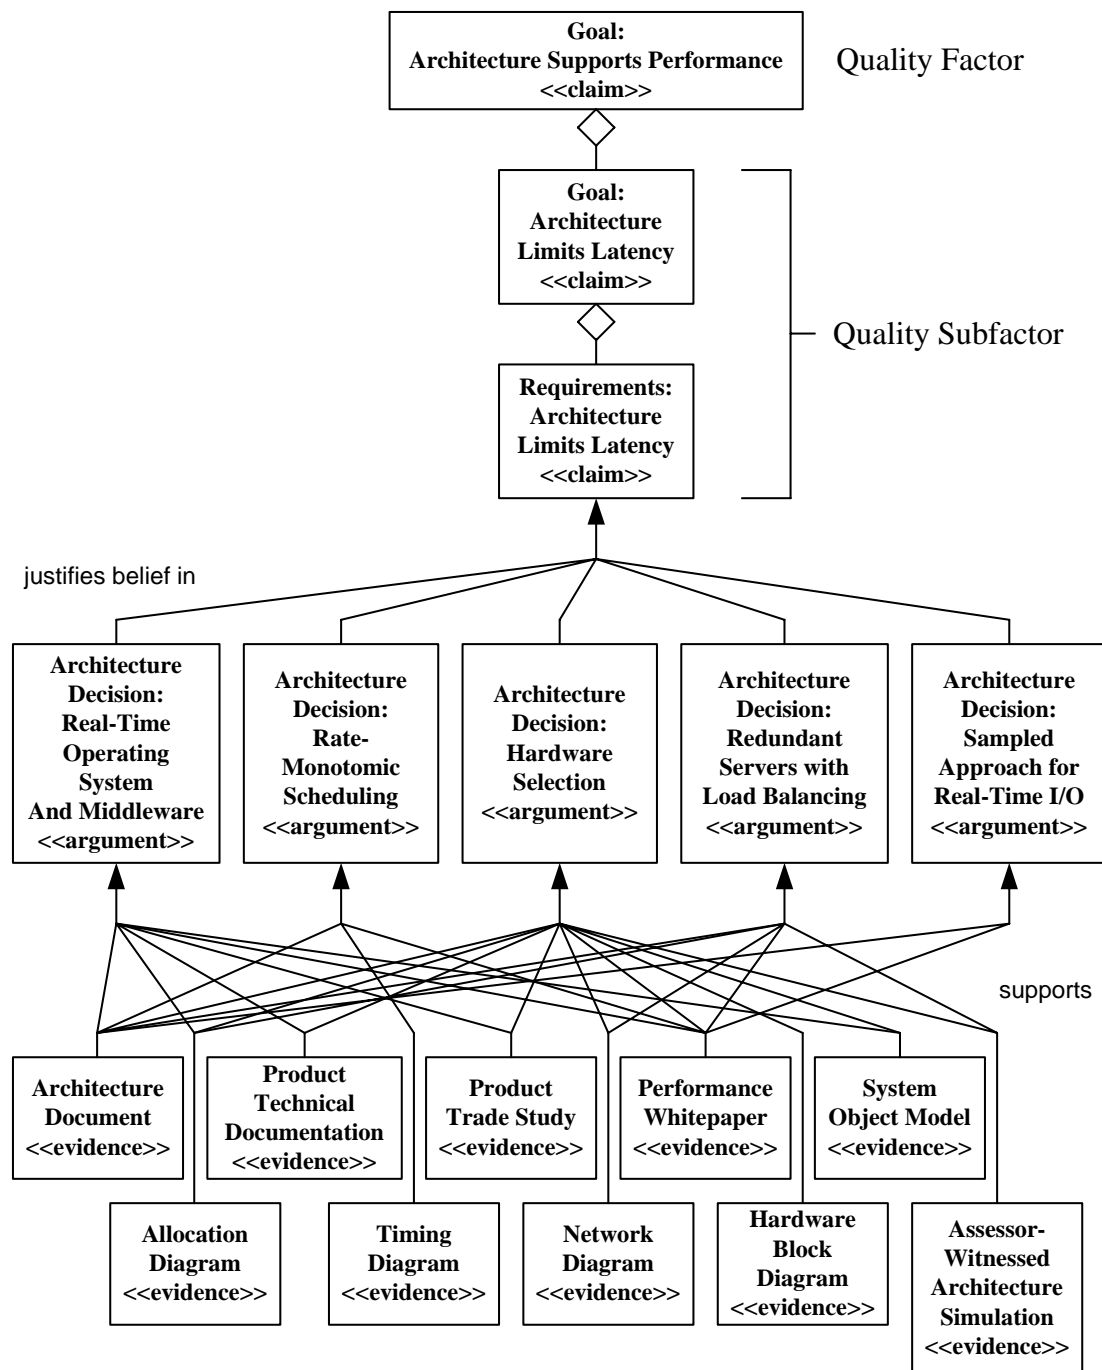 Goal:
Architecture Supports Performance
<<claim>>
Quality Factor
Goal:
Architecture
Limits Latency
<<claim>>
Quality Subfactor
Requirements:
Architecture
Limits Latency
<<claim>>
justifies belief in
Architecture
Decision:
Real-Time
Operating
System
And Middleware
<<argument>>
Architecture
Decision:
Rate-
Monotomic
Scheduling
<<argument>>
Architecture
Decision:
Hardware
Selection
<<argument>>
Architecture
Decision:
Redundant
Servers with
Load Balancing
<<argument>>
Architecture
Decision:
Sampled
Approach for
Real-Time I/O
<<argument>>
supports
Architecture
Document
<<evidence>>
Product
Technical
Documentation
<<evidence>>
Product
Trade Study
<<evidence>>
Performance
Whitepaper
<<evidence>>
System
Object Model
<<evidence>>
Allocation
Diagram
<<evidence>>
Timing
Diagram
<<evidence>>
Network
Diagram
<<evidence>>
Hardware
Block
Diagram
<<evidence>>
Assessor-
Witnessed
Architecture
Simulation
<<evidence>>